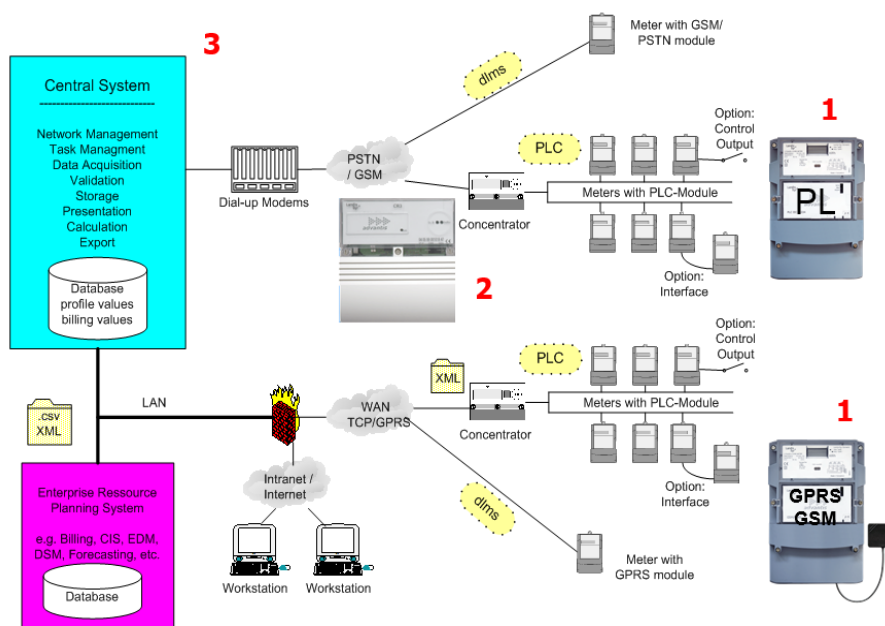 3
Central System
Network Management
Task Managment
Data Acquisition
Validation
Storage
Presentation
Calculation
Export
Database
profile values
billing values
Dial-up Modems
PSTN
/ GSM
dlms
Meter with GSM/
PSTN module
PLC
Concentrator
Meters with PLC-Module
Option:
Control
Output
Option:
Interface
1
PL
2
advance
.csv
XML
LAN
WAN
TCP/GPRS
XML
PLC
Concentrator
Meters with PLC-Module
Option:
Control
Output
Option:
Interface
1
GPRS
GSM
Intranet /
Internet
Workstation
Workstation
dlms
Meter with
GPRS module
Enterprise Ressource
Planning System
e.g. Billing, CIS, EDM,
DSM, Forecasting, etc.
Database